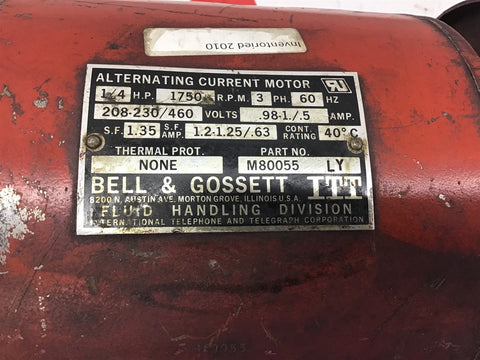 Inventoried 2010
ALTERNATING CURRENT MOTOR
1/4 H.P. 1750 R.P.M. 3 PH. 60 HZ
208-230/460 VOLTS .98-1./.5 AMP.
S.F. 1.35 S.F. AMP. 1.2-1.25/.63 CONT. RATING 40°C
THERMAL PROT. PART NO.
NONE M80055 LY
BELL & GOSSETT ITT
8200 N. AUSTIN AVE. MORTON GROVE, ILLINOIS U.S.A.
FLUID HANDLING DIVISION
INTERNATIONAL TELEPHONE AND TELEGRAPH CORPORATION